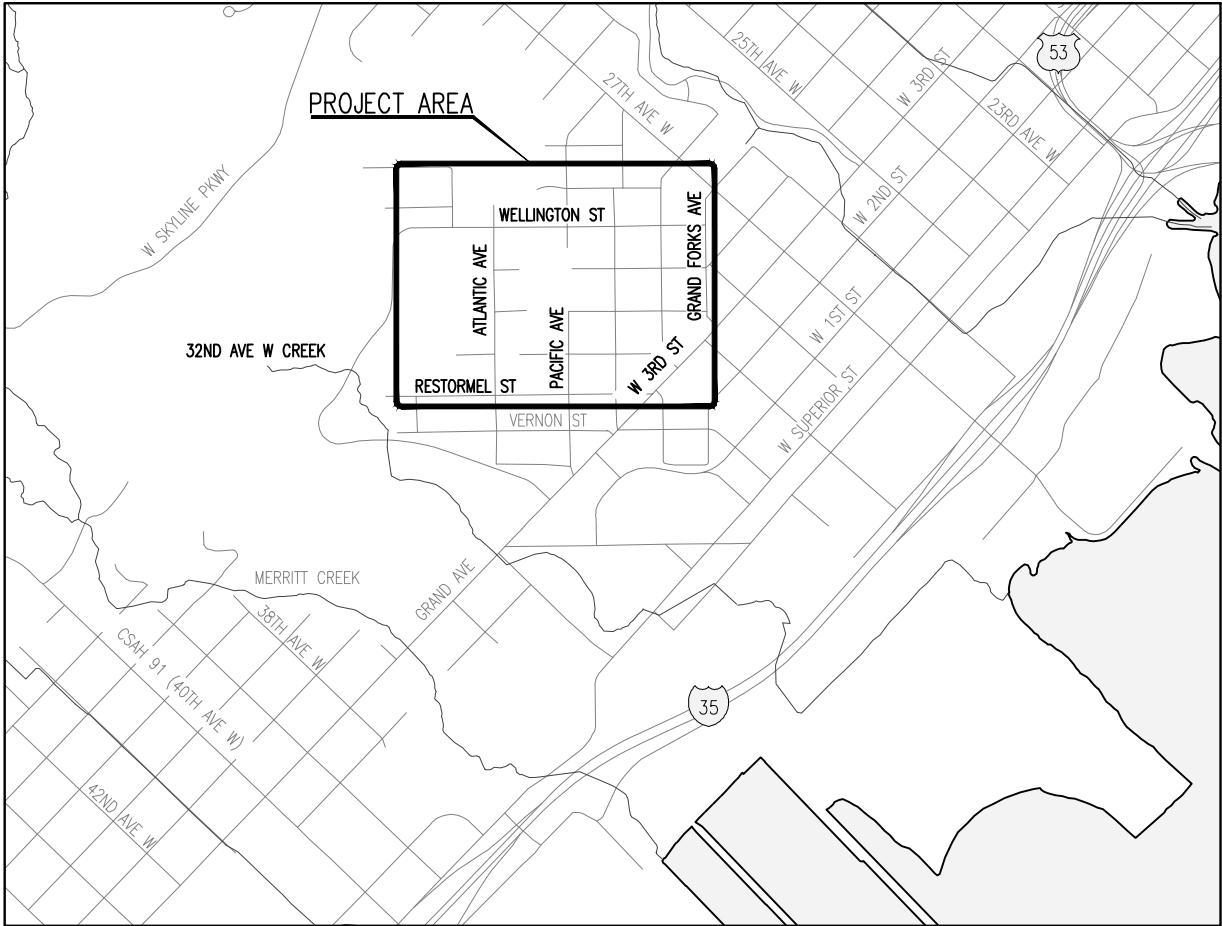 25TH AVE W
W 3RD ST
53
27TH AVE W
23RD AVE W
PROJECT AREA
W SKYLINE PKWY
W 2ND ST
WELLINGTON ST
GRAND FORKS AVE
ATLANTIC AVE
PACIFIC AVE
W 1ST ST
32ND AVE W CREEK
W 3RD ST
RESTORMEL ST
VERNON ST
W SUPERIOR ST
MERRITT CREEK
GRAND AVE
38TH AVE W
CSAH 91 (40TH AVE W)
35
42ND AVE W